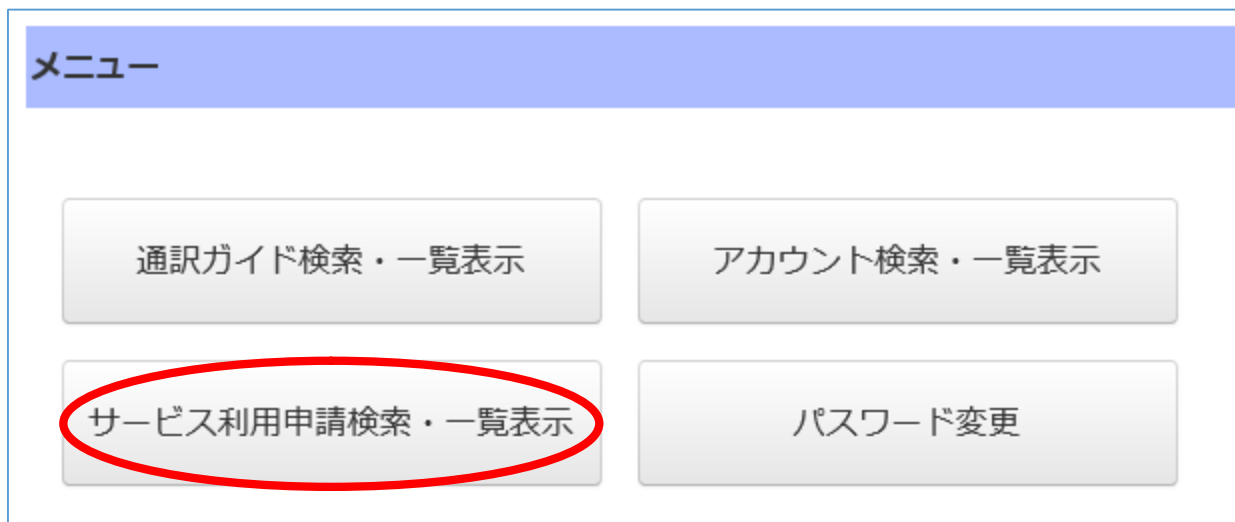 メニュー
通訳ガイド検索・一覧表示
アカウント検索・一覧表示
サービス利用申請検索・一覧表示
パスワード変更